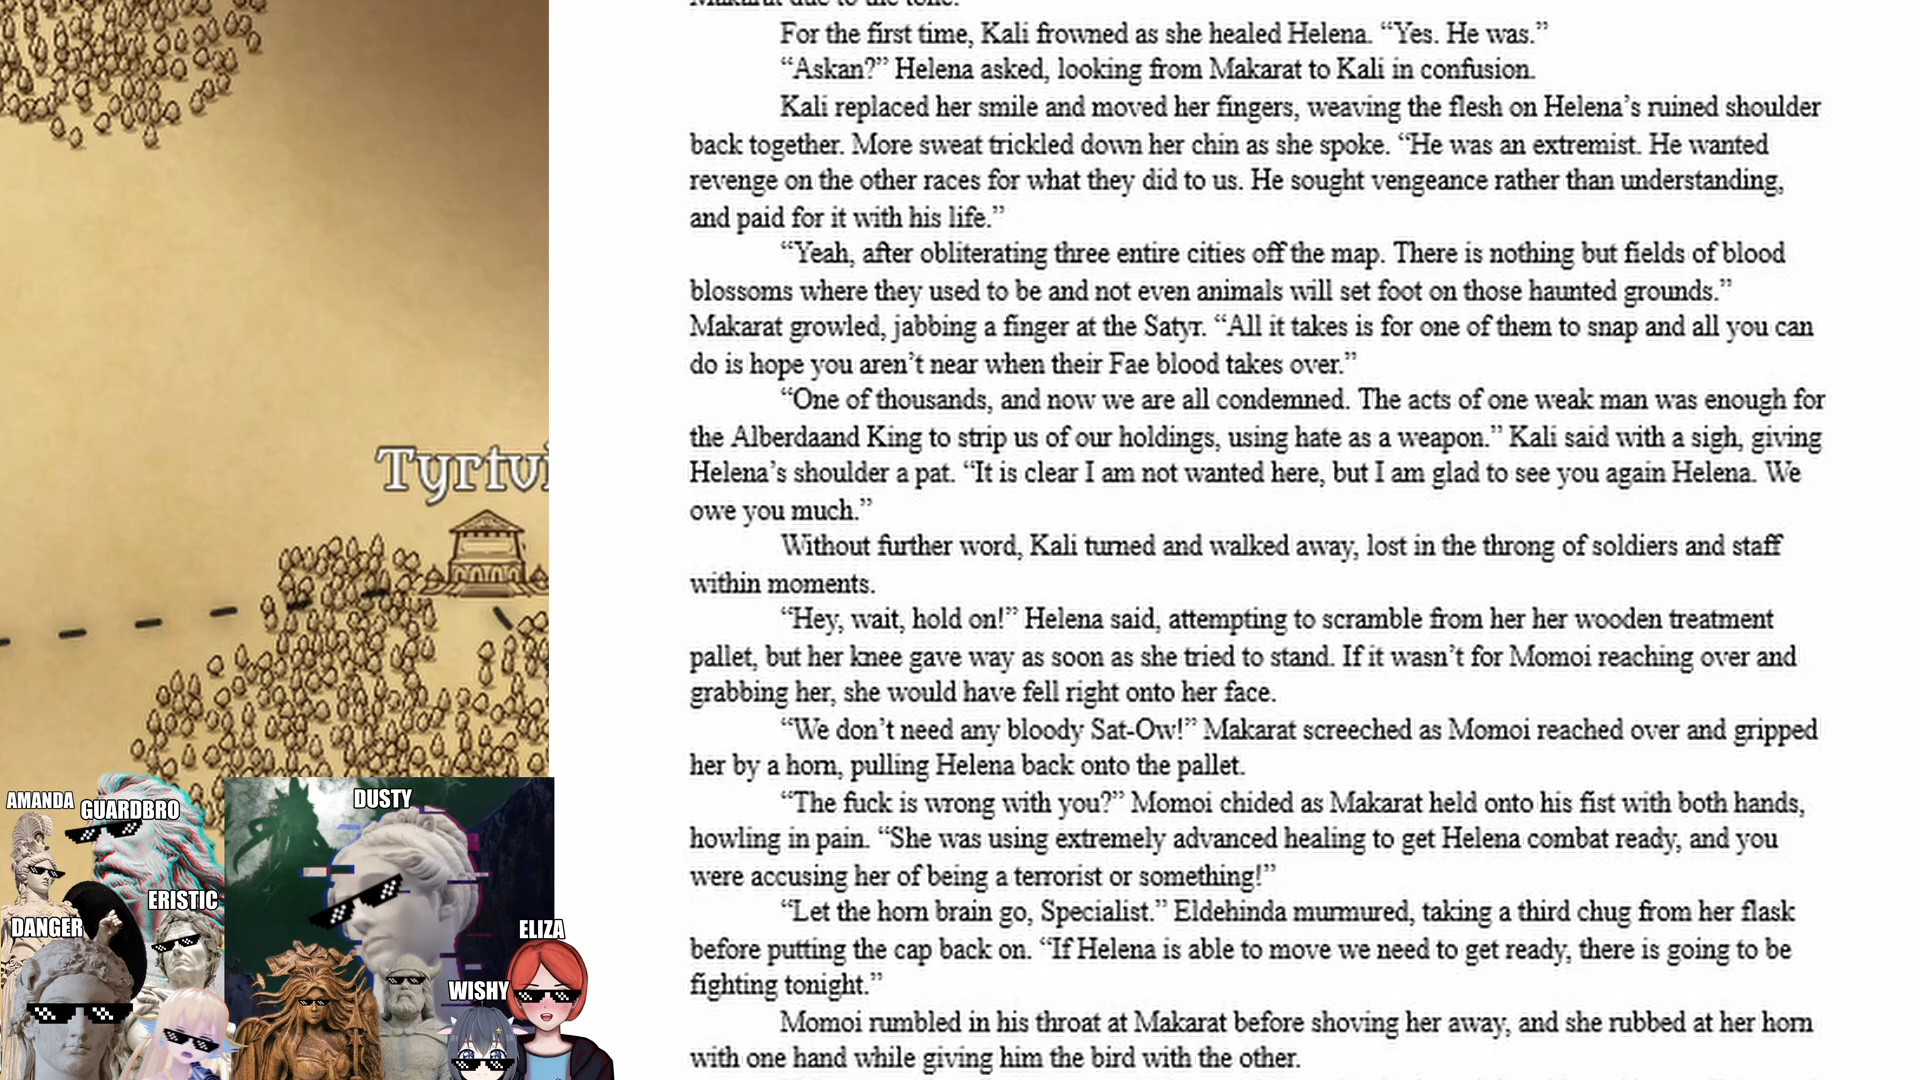 For the first time, Kali frowned as she healed Helena. “Yes. He was.”
“Askan?” Helena asked, looking from Makarat to Kali in confusion.
Kali replaced her smile and moved her fingers, weaving the flesh on Helena’s ruined shoulder
back together. More sweat trickled down her chin as she spoke. “He was an extremist. He wanted
revenge on the other races for what they did to us. He sought vengeance rather than understanding,
and paid for it with his life.”
“Yeah, after obliterating three entire cities off the map. There is nothing but fields of blood
blossoms where they used to be and not even animals will set foot on those haunted grounds.”
Makarat growled, jabbing a finger at the Satyr. “All it takes is for one of them to snap and all you can
do is hope you aren’t near when their Fae blood takes over.”
“One of thousands, and now we are all condemned. The acts of one weak man was enough for
the Alberdaand King to strip us of our holdings, using hate as a weapon.” Kali said with a sigh, giving
Helena’s shoulder a pat. “It is clear I am not wanted here, but I am glad to see you again Helena. We
owe you much.”
Without further word, Kali turned and walked away, lost in the throng of soldiers and staff
within moments.
“Hey, wait, hold on!” Helena said, attempting to scramble from her her wooden treatment
pallet, but her knee gave way as soon as she tried to stand. If it wasn’t for Momoi reaching over and
grabbing her, she would have fell right onto her face.
“We don’t need any bloody Sat-Ow!” Makarat screeched as Momoi reached over and gripped
her by a horn, pulling Helena back onto the pallet.
“The fuck is wrong with you?” Momoi chided as Makarat held onto his fist with both hands,
howling in pain. “She was using extremely advanced healing to get Helena combat ready, and you
were accusing her of being a terrorist or something!”
“Let the horn brain go, Specialist.” Eldehinda murmured, taking a third chug from her flask
before putting the cap back on. “If Helena is able to move we need to get ready, there is going to be
fighting tonight.”
Momoi rumbled in his throat at Makarat before shoving her away, and she rubbed at her horn
with one hand while giving him the bird with the other.
Tyrtu
AMANDA
GUARDBRO
DUSTY
ERISTIC
DANGER
ELIZA
WISHY